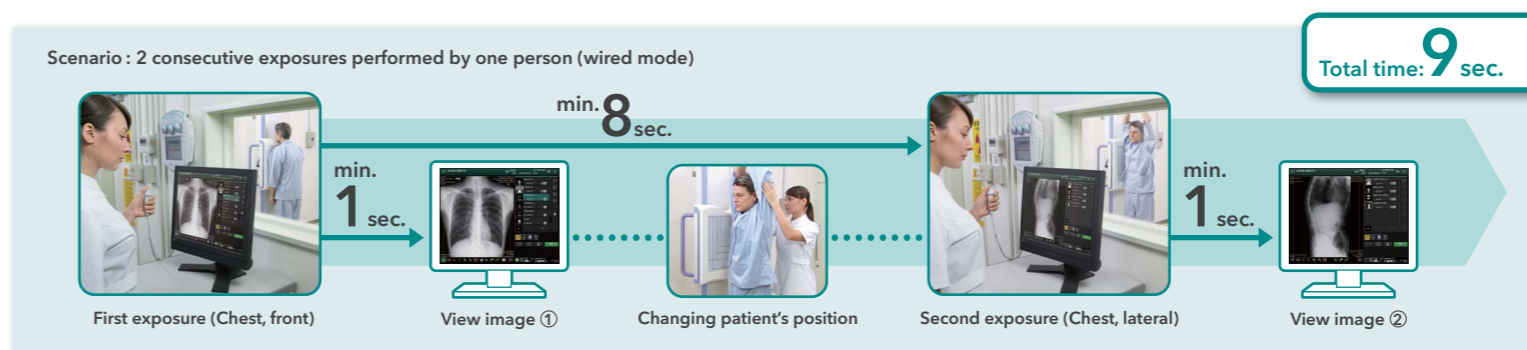 Total time: 9 sec.
Scenario : 2 consecutive exposures performed by one person (wired mode)
min. 8 sec.
min. 1 sec.
min. 1 sec.
First exposure (Chest, front)
View image ①
Changing patient's position
Second exposure (Chest, lateral)
View image ②